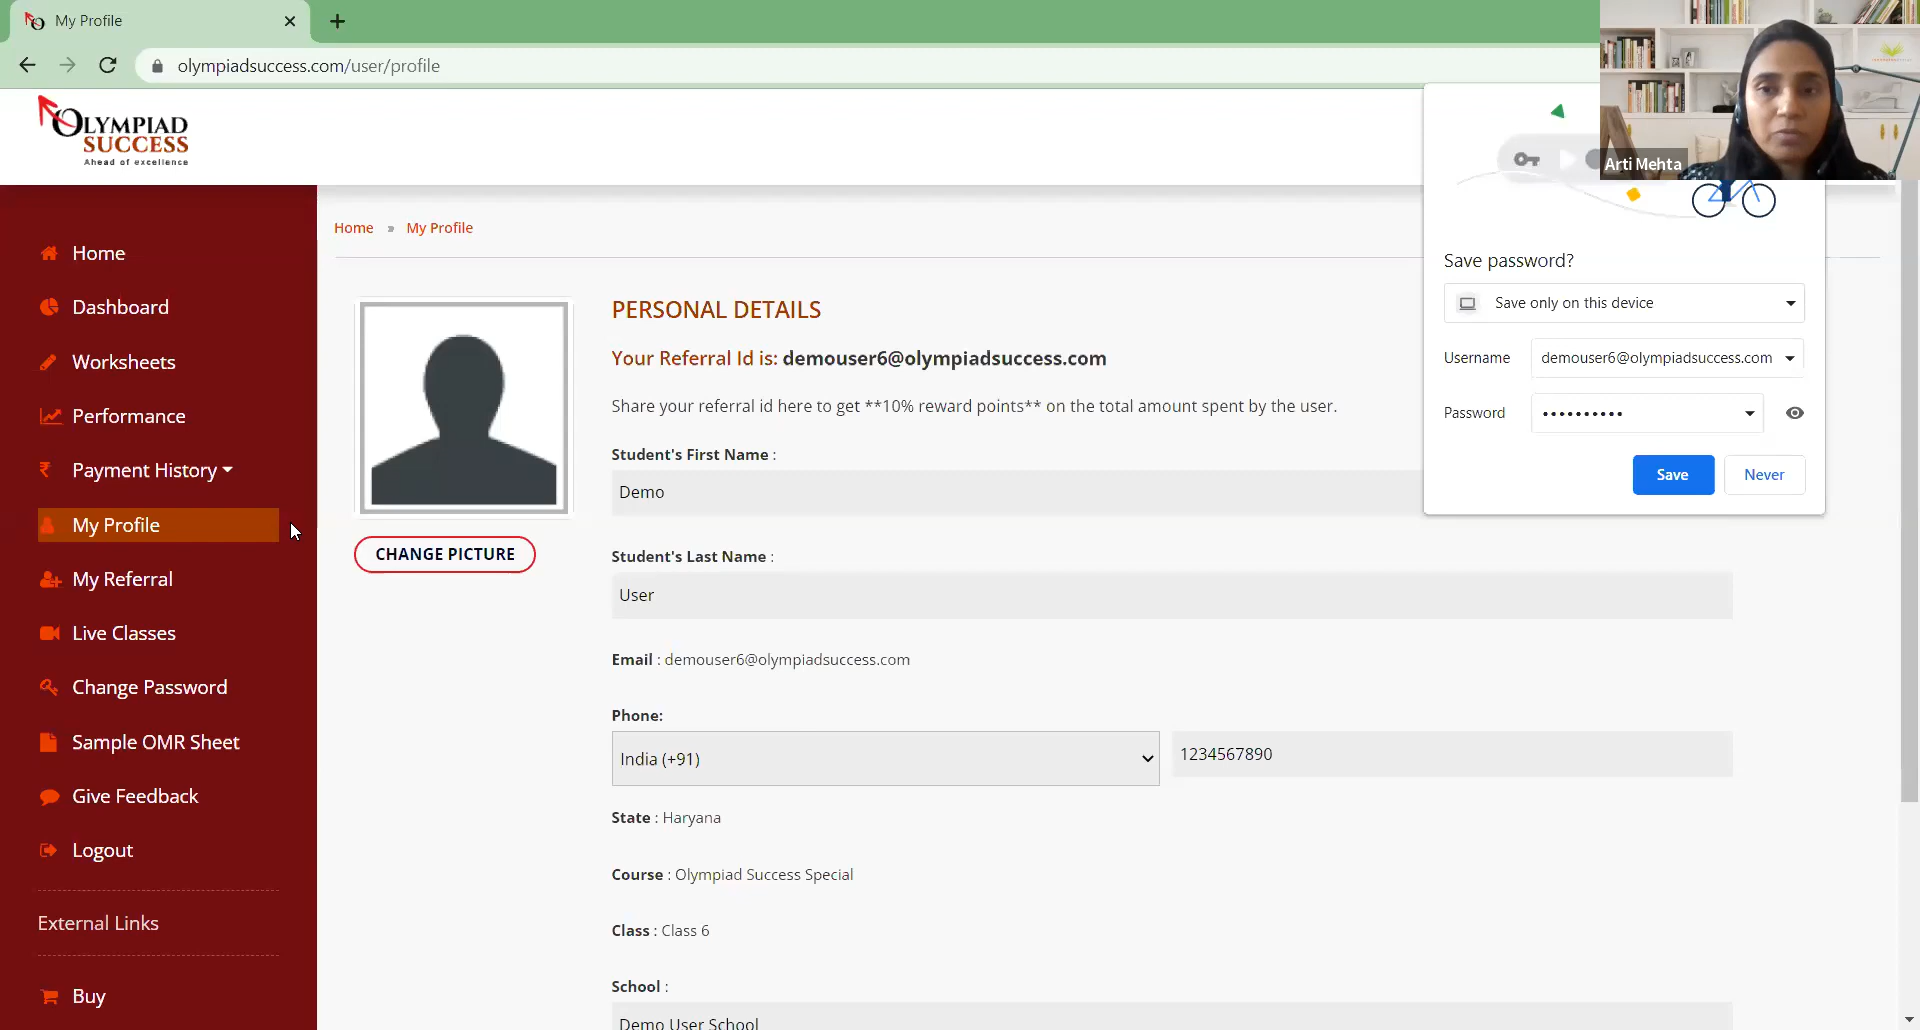 My Profile
olympiadsuccess.com/user/profile
OLYMPIAD
SUCCESS
Ahead of excellence
Arti Mehta
Home
Dashboard
Worksheets
Performance
Payment History
My Profile
My Referral
Live Classes
Change Password
Sample OMR Sheet
Give Feedback
Logout
External Links
Buy
Home » My Profile
CHANGE PICTURE
PERSONAL DETAILS
Your Referral Id is: demouser6@olympiadsuccess.com
Share your referral id here to get **10% reward points** on the total amount spent by the user.
Student's First Name :
Demo
Student's Last Name :
User
Email : demouser6@olympiadsuccess.com
Phone:
India (+91)
1234567890
State : Haryana
Course : Olympiad Success Special
Class : Class 6
School :
Demo User School
Save password?
Save only on this device
Username demouser6@olympiadsuccess.com
Password ••••••••••
Save Never